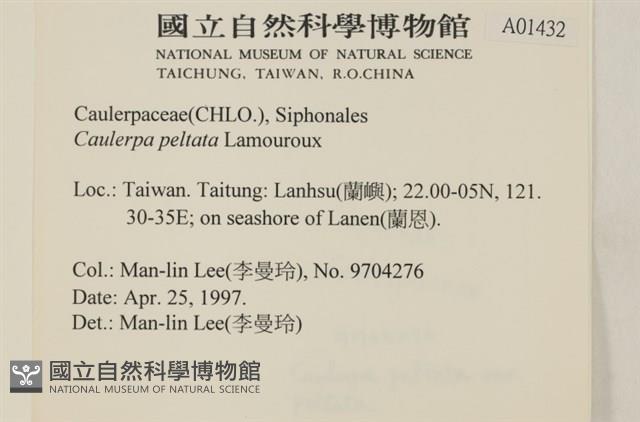 國立自然科學博物館
A01432
NATIONAL MUSEUM OF NATURAL SCIENCE
TAICHUNG, TAIWAN, R.O.CHINA
Caulerpaceae(CHLO.), Siphonales
Caulerpa peltata Lamouroux
Loc.: Taiwan. Taitung: Lanhsu(蘭嶼); 22.00-05N, 121.
30-35E; on seashore of Lanen(蘭恩).
Col.: Man-lin Lee(李曼玲), No. 9704276
Date: Apr. 25, 1997.
Det.: Man-lin Lee(李曼玲)
國立自然科學博物館
NATIONAL MUSEUM OF NATURAL SCIENCE